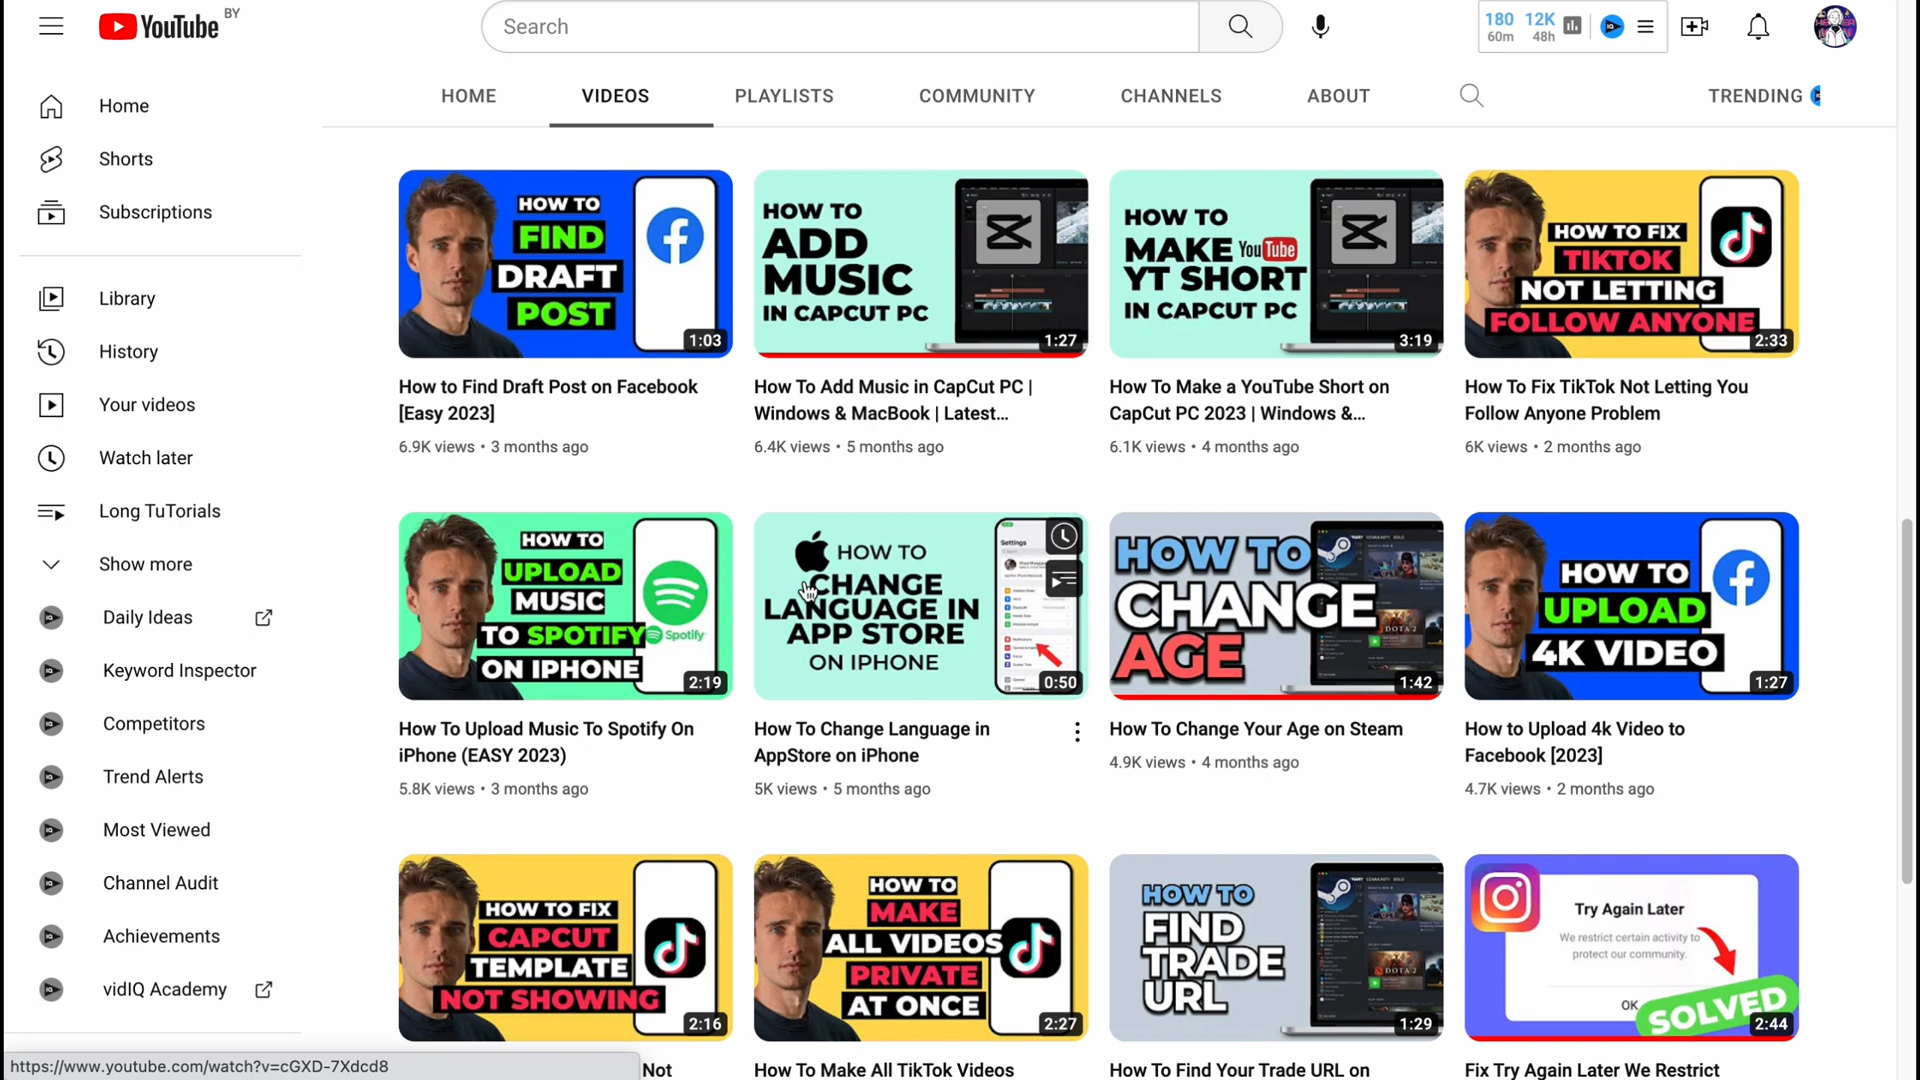 YouTube BY
Search
180 12K
60m 48h
HOME VIDEOS PLAYLISTS COMMUNITY CHANNELS ABOUT TRENDING
Home
Shorts
Subscriptions
Library
History
Your videos
Watch later
Long TuTorials
Show more
Daily Ideas
Keyword Inspector
Competitors
Trend Alerts
Most Viewed
Channel Audit
Achievements
vidIQ Academy
HOW TO
FIND
DRAFT
POST
1:03
How to Find Draft Post on Facebook
[Easy 2023]
6.9K views • 3 months ago
HOW TO
ADD
MUSIC
IN CAPCUT PC
1:27
How To Add Music in CapCut PC |
Windows & MacBook | Latest...
6.4K views • 5 months ago
HOW TO
MAKE YouTube
YT SHORT
IN CAPCUT PC
3:19
How To Make a YouTube Short on
CapCut PC 2023 | Windows &...
6.1K views • 4 months ago
HOW TO FIX
TIKTOK
NOT LETTING
FOLLOW ANYONE
2:33
How To Fix TikTok Not Letting You
Follow Anyone Problem
6K views • 2 months ago
HOW TO
UPLOAD
MUSIC
TO SPOTIFY
Spotify
ON IPHONE
2:19
How To Upload Music To Spotify On
iPhone (EASY 2023)
5.8K views • 3 months ago
HOW TO
CHANGE
LANGUAGE IN
APP STORE
ON IPHONE
Settings
0:50
How To Change Language in
AppStore on iPhone
5K views • 5 months ago
HOW TO
CHANGE
AGE
COMMUNITY
DOTA 2
1:42
How To Change Your Age on Steam
4.9K views • 4 months ago
HOW TO
UPLOAD
4K VIDEO
1:27
How to Upload 4k Video to
Facebook [2023]
4.7K views • 2 months ago
HOW TO FIX
CAPCUT
TEMPLATE
NOT SHOWING
2:16
Not
HOW TO
MAKE
ALL VIDEOS
PRIVATE
AT ONCE
2:27
How To Make All TikTok Videos
HOW TO
FIND
TRADE
URL
COMMUNITY
DOTA 2
1:29
How To Find Your Trade URL on
Try Again Later
We restrict certain activity to
protect our community.
OK
SOLVED
2:44
Fix Try Again Later We Restrict
https://www.youtube.com/watch?v=cGXD-7Xdcd8